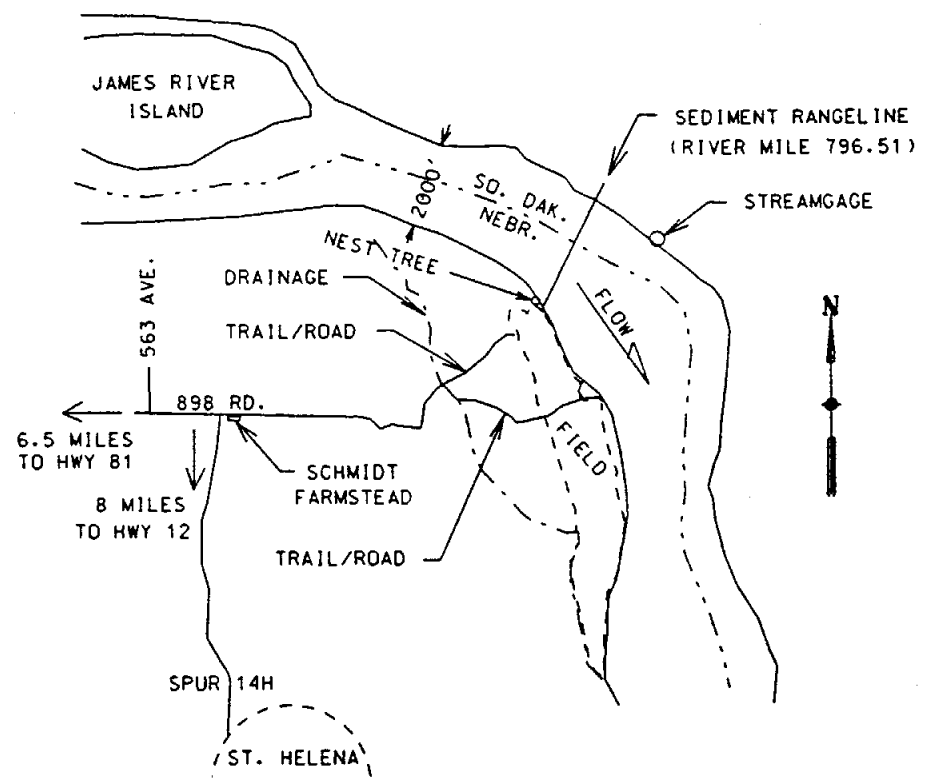 JAMES RIVER
ISLAND
SEDIMENT RANGELINE
(RIVER MILE 796.51)
2000'
SO. DAK.
NEBR.
STREAMGAGE
NEST TREE
DRAINAGE
FLOW
N
563 AVE.
TRAIL/ROAD
898 RD.
6.5 MILES
TO HWY 81
FIELD
SCHMIDT
FARMSTEAD
8 MILES
TO HWY 12
TRAIL/ROAD
SPUR 14H
ST. HELENA